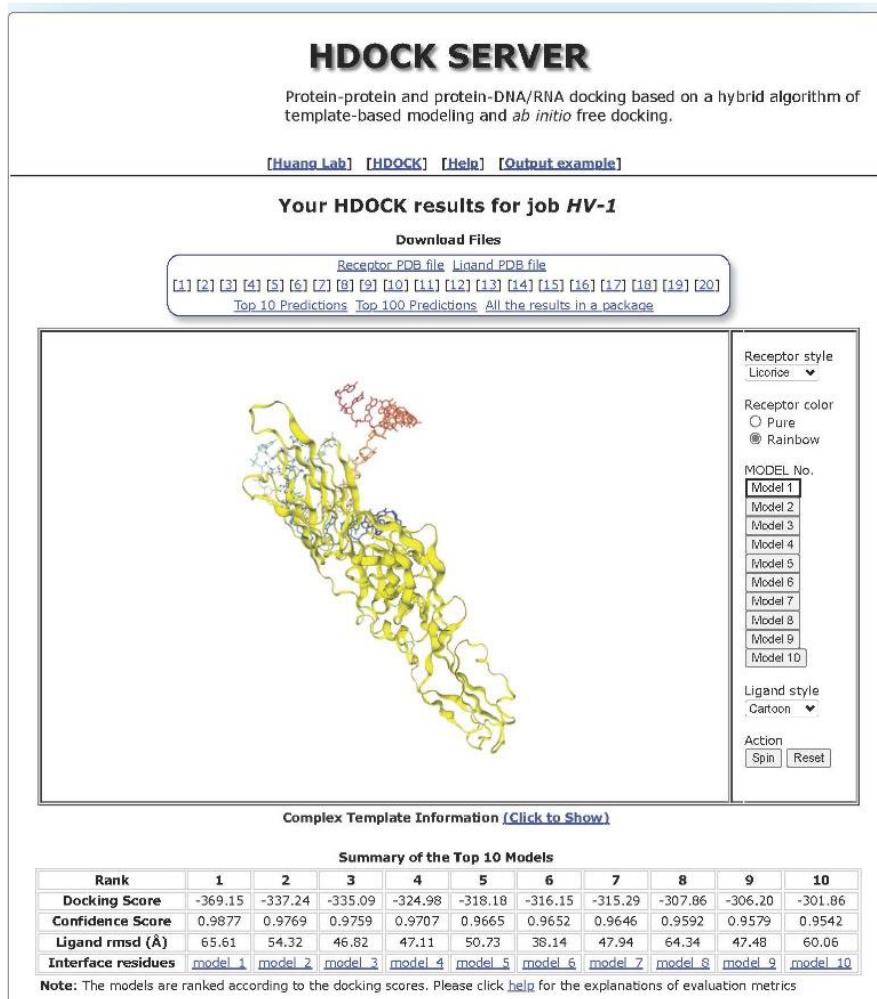 HDOCK SERVER
Protein-protein and protein-DNA/RNA docking based on a hybrid algorithm of
template-based modeling and ab initio free docking.
[Huang Lab] [HDOCK] [Help] [Output example]
Your HDOCK results for job HV-1
Download Files
Receptor PDB file Ligand PDB file
[1] [2] [3] [4] [5] [6] [7] [8] [9] [10] [11] [12] [13] [14] [15] [16] [17] [18] [19] [20]
Top 10 Predictions Top 100 Predictions All the results in a package
Receptor style
Licorice
Receptor color
Pure
Rainbow
MODEL No.
Model 1
Model 2
Model 3
Model 4
Model 5
Model 6
Model 7
Model 8
Model 9
Model 10
Ligand style
Cartoon
Action
Spin Reset
Complex Template Information (Click to Show)
Summary of the Top 10 Models
Rank 1 2 3 4 5 6 7 8 9 10
Docking Score -369.15 -337.24 -335.09 -324.98 -318.18 -316.15 -315.29 -307.86 -306.20 -301.86
Confidence Score 0.9877 0.9769 0.9759 0.9707 0.9665 0.9652 0.9646 0.9592 0.9579 0.9542
Ligand rmsd (Å) 65.61 54.32 46.82 47.11 50.73 38.14 47.94 64.34 47.48 60.06
Interface residues model_1 model_2 model_3 model_4 model_5 model_6 model_7 model_8 model_9 model_10
Note: The models are ranked according to the docking scores. Please click help for the explanations of evaluation metrics